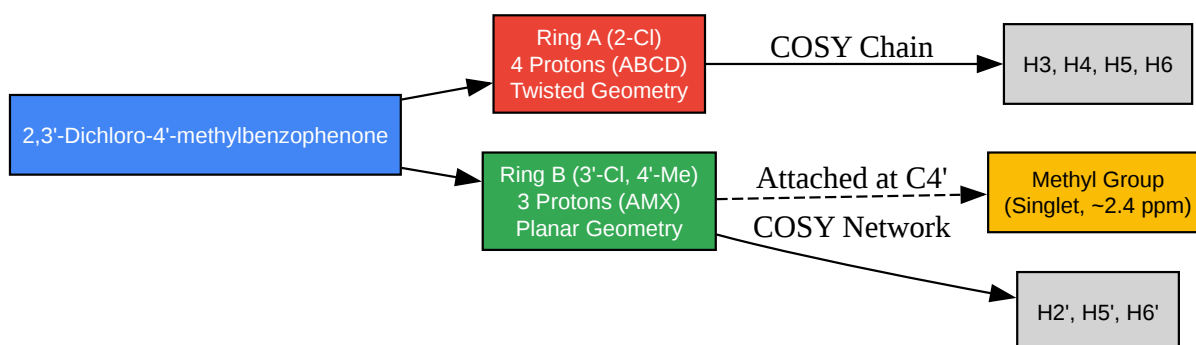 2,3'-Dichloro-4'-methylbenzophenone
Ring A (2-Cl)
4 Protons (ABCD)
Twisted Geometry
COSY Chain
H3, H4, H5, H6
Ring B (3'-Cl, 4'-Me)
3 Protons (AMX)
Planar Geometry
Attached at C4'
Methyl Group
(Singlet, ~2.4 ppm)
COSY Network
H2', H5', H6'